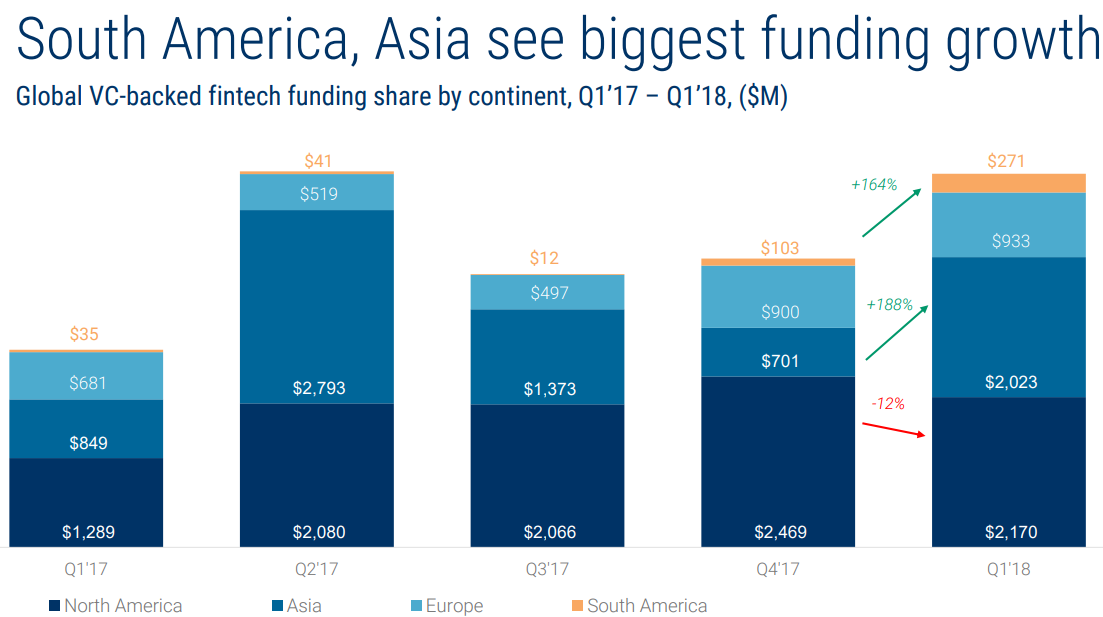 South America, Asia see biggest funding growth
Global VC-backed fintech funding share by continent, Q1’17 – Q1’18, ($M)
$35
$681
$849
$1,289
$41
$519
$2,793
$2,080
$12
$497
$1,373
$2,066
$103
$900
$701
$2,469
+164%
+188%
-12%
$271
$933
$2,023
$2,170
Q1'17
Q2'17
Q3'17
Q4'17
Q1'18
North America
Asia
Europe
South America